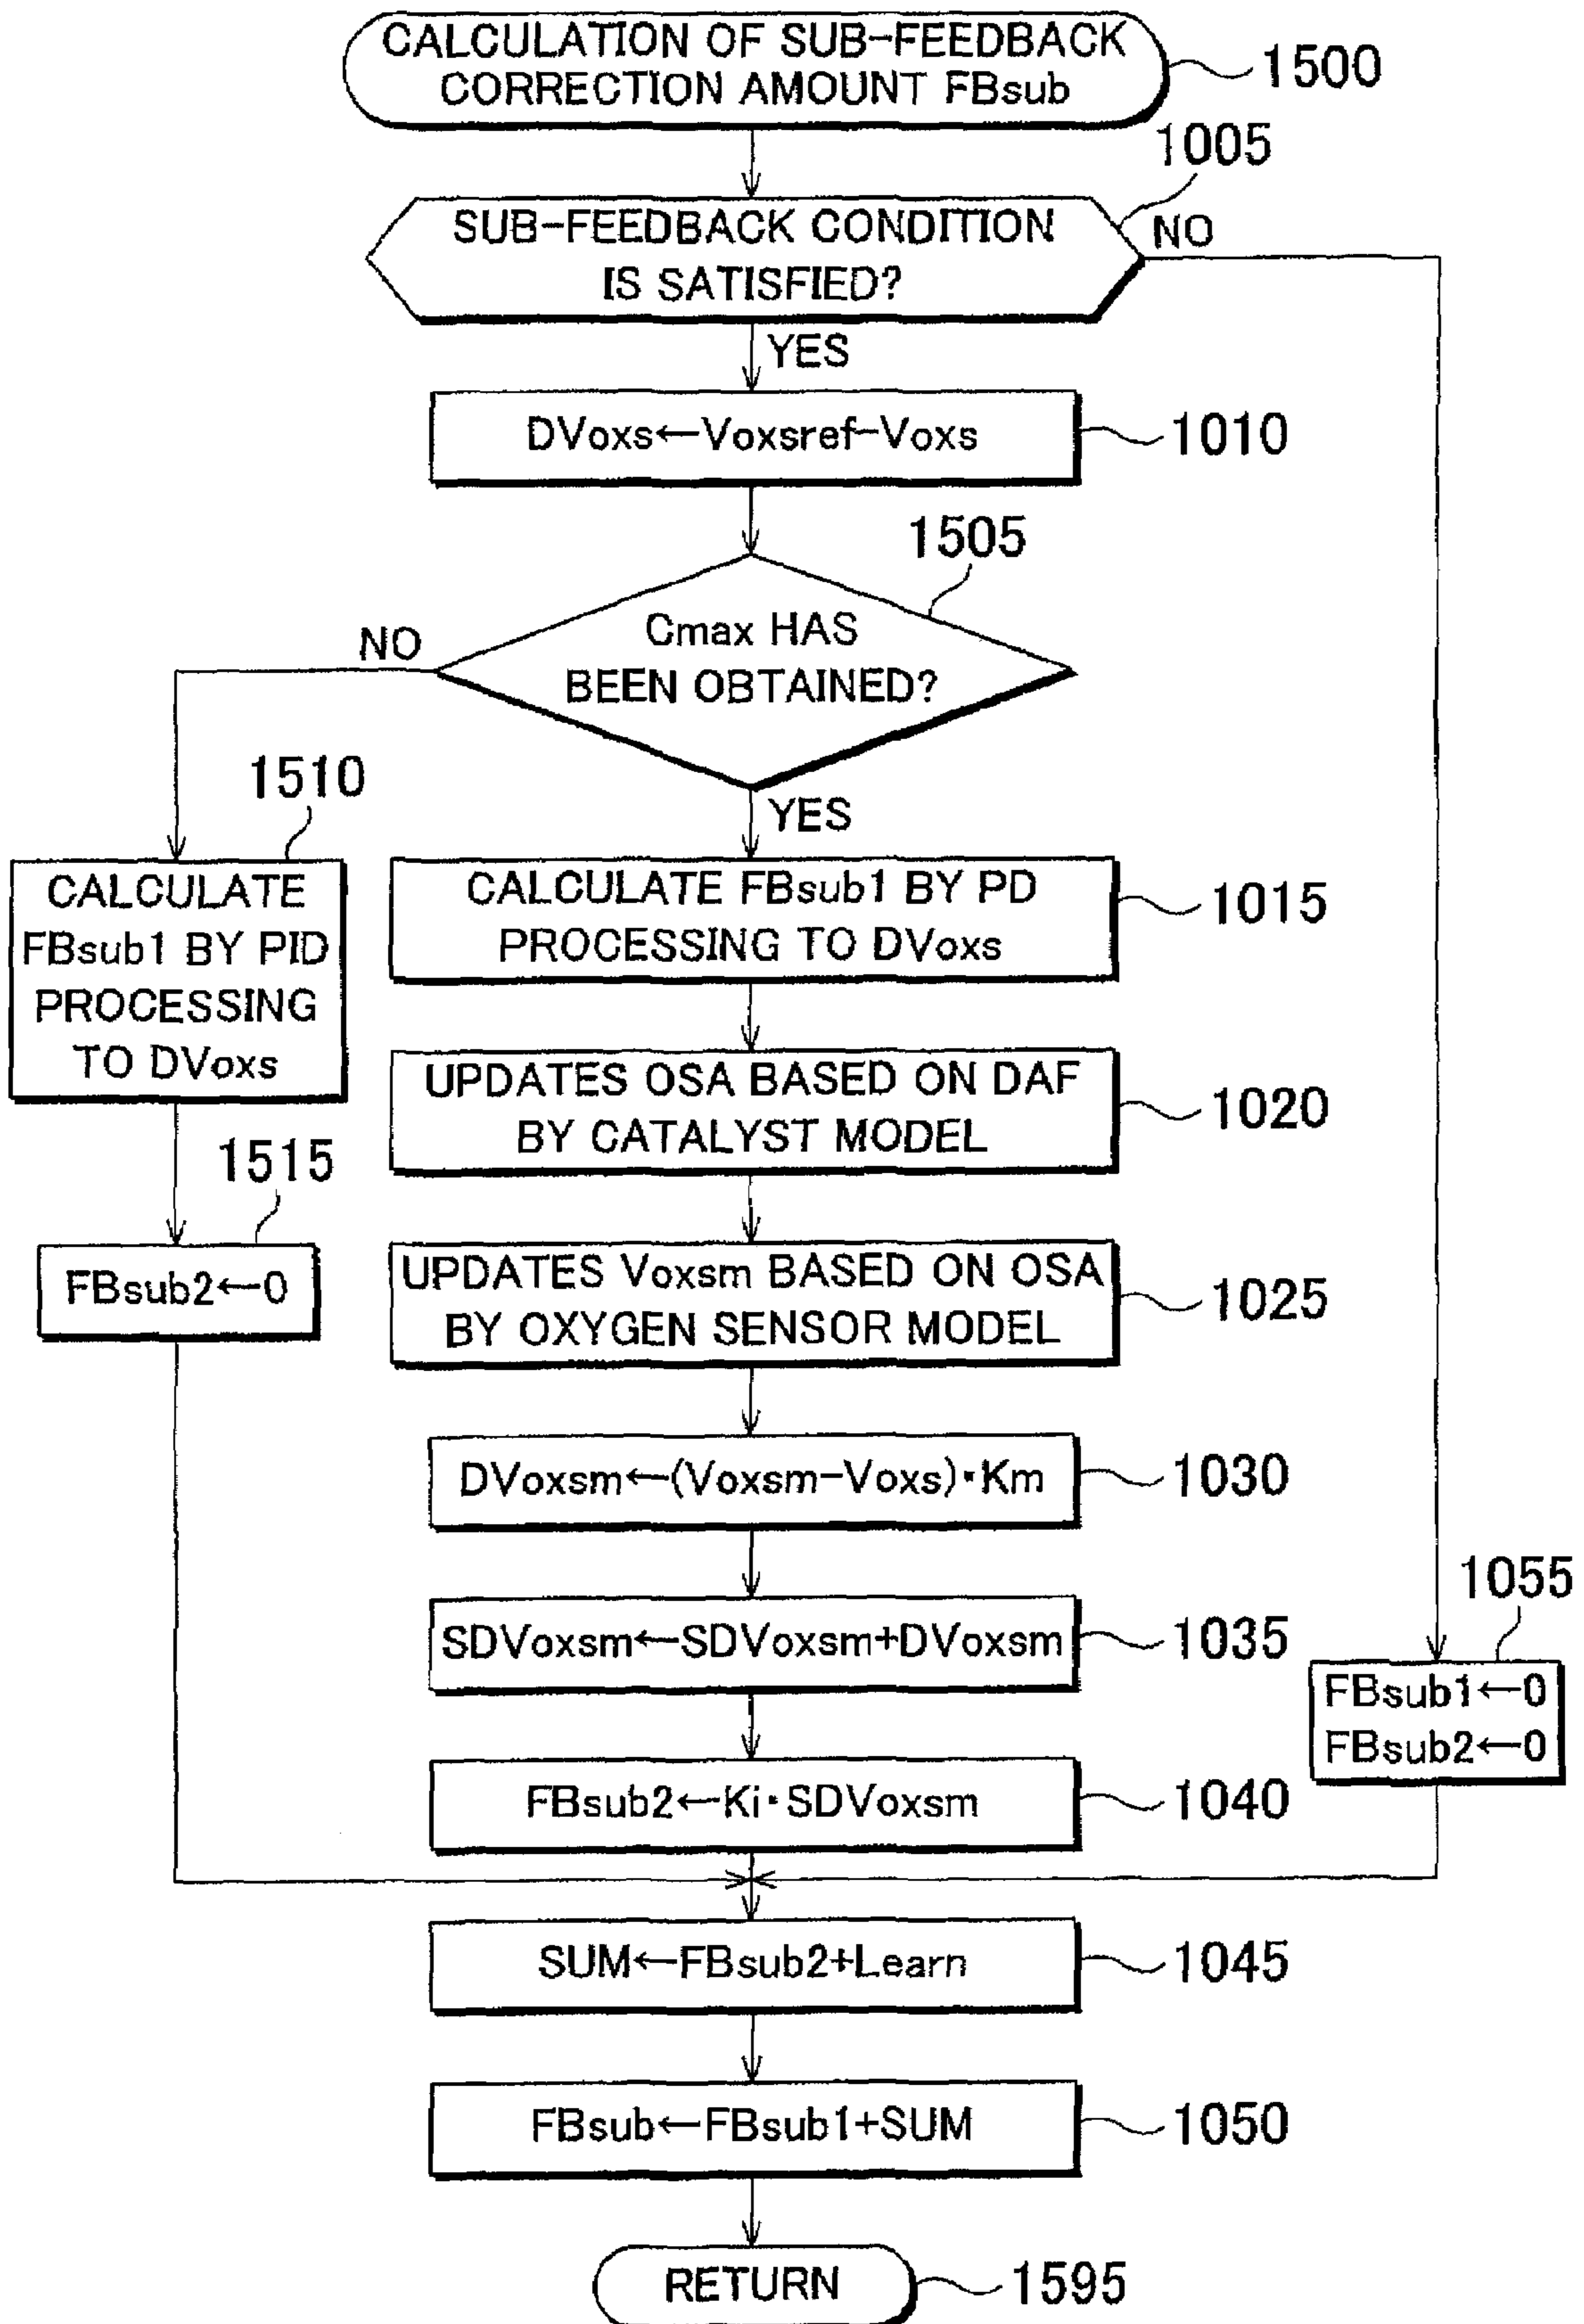 CALCULATION OF SUB-FEEDBACK
CORRECTION AMOUNT FBsub
1500
1005
SUB-FEEDBACK CONDITION
IS SATISFIED?
NO
YES
DVoxs←Voxsref-Voxs
1010
1505
Cmax HAS
BEEN OBTAINED?
NO
YES
1510
CALCULATE
FBsub1 BY PID
PROCESSING
TO DVoxs
CALCULATE FBsub1 BY PD
PROCESSING TO DVoxs
1015
UPDATES OSA BASED ON DAF
BY CATALYST MODEL
1020
1515
FBsub2←0
UPDATES Voxsm BASED ON OSA
BY OXYGEN SENSOR MODEL
1025
DVoxsm←(Voxsm-Voxs)·Km
1030
SDVoxsm←SDVoxsm+DVoxsm
1035
1055
FBsub1←0
FBsub2←0
FBsub2←Ki·SDVoxsm
1040
SUM←FBsub2+Learn
1045
FBsub←FBsub1+SUM
1050
RETURN
1595